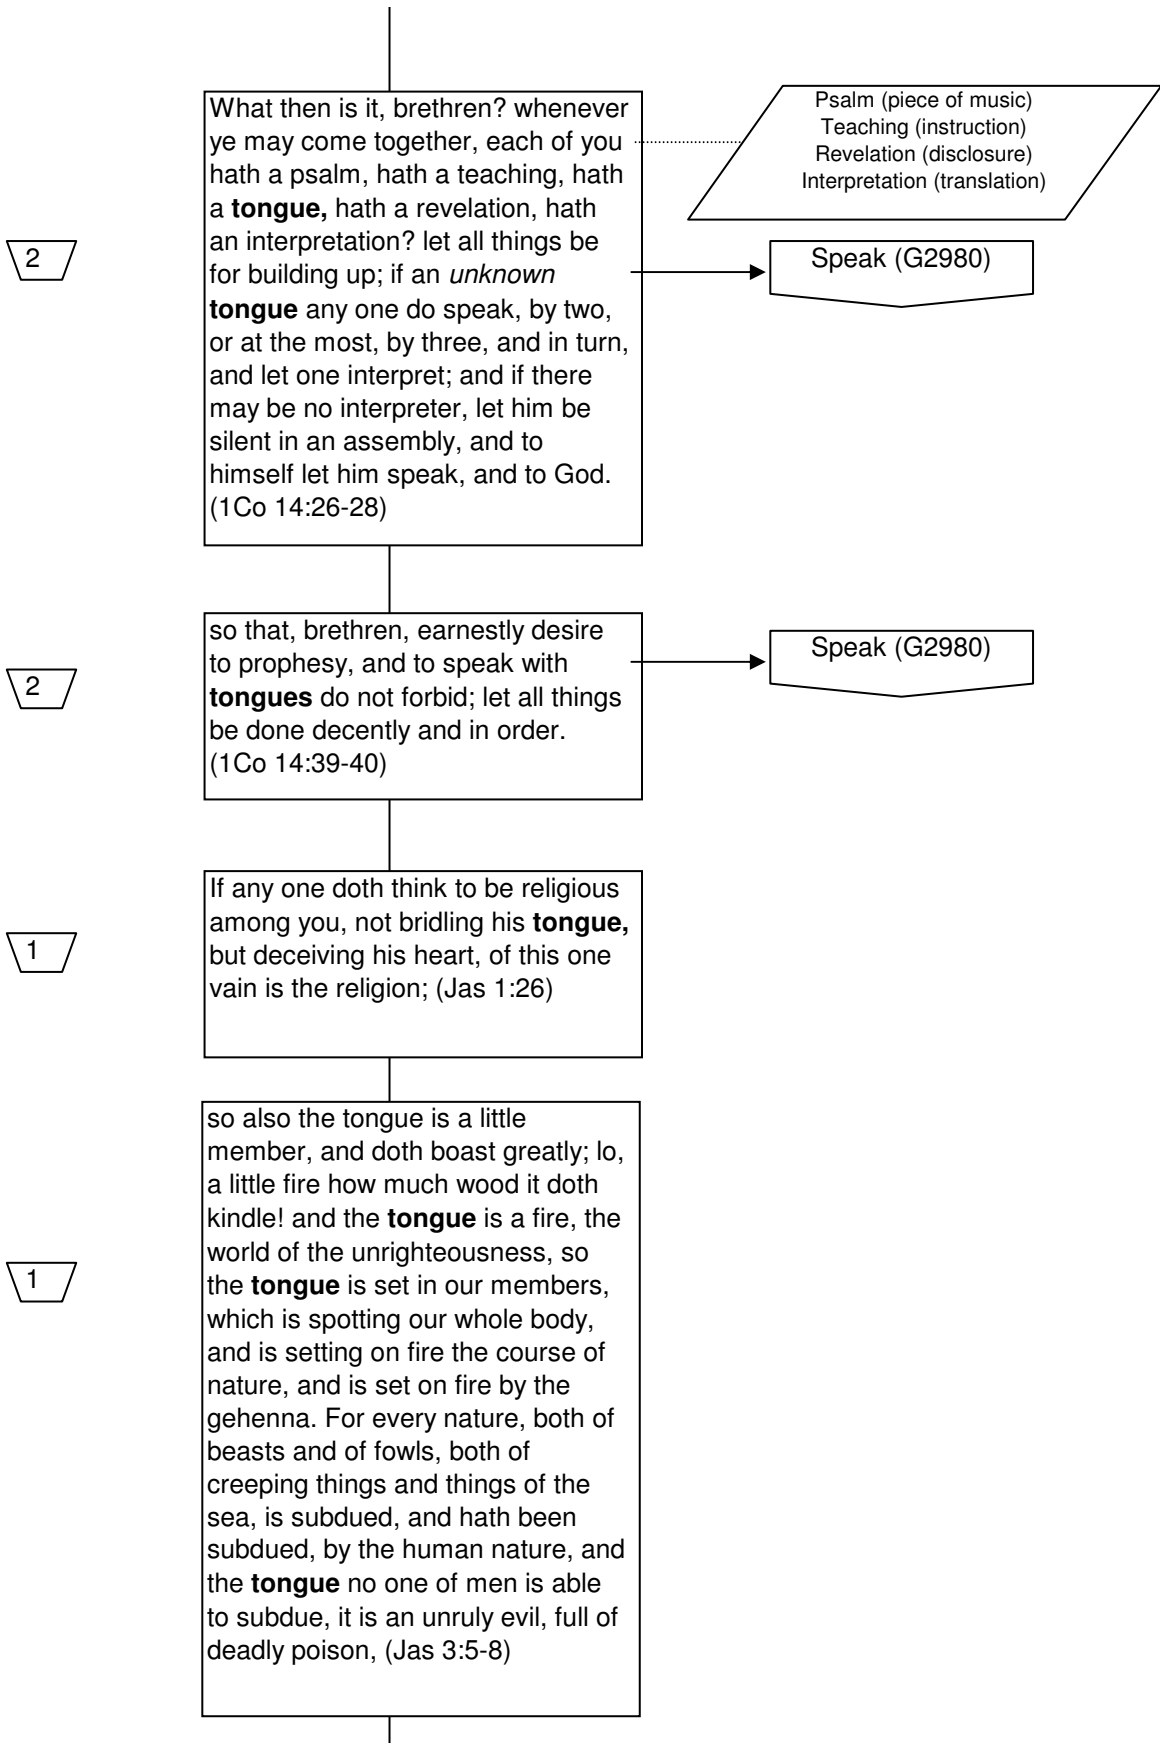 What then is it, brethren? whenever
ye may come together, each of you
hath a psalm, hath a teaching, hath
a tongue, hath a revelation, hath
an interpretation? let all things be
for building up; if an unknown
tongue any one do speak, by two,
or at the most, by three, and in turn,
and let one interpret; and if there
may be no interpreter, let him be
silent in an assembly, and to
himself let him speak, and to God.
(1Co 14:26-28)
Psalm (piece of music)
Teaching (instruction)
Revelation (disclosure)
Interpretation (translation)
2
Speak (G2980)
so that, brethren, earnestly desire
to prophesy, and to speak with
tongues do not forbid; let all things
be done decently and in order.
(1Co 14:39-40)
2
Speak (G2980)
If any one doth think to be religious
among you, not bridling his tongue,
but deceiving his heart, of this one
vain is the religion; (Jas 1:26)
1
so also the tongue is a little
member, and doth boast greatly; lo,
a little fire how much wood it doth
kindle! and the tongue is a fire, the
world of the unrighteousness, so
the tongue is set in our members,
which is spotting our whole body,
and is setting on fire the course of
nature, and is set on fire by the
gehenna. For every nature, both of
beasts and of fowls, both of
creeping things and things of the
sea, is subdued, and hath been
subdued, by the human nature, and
the tongue no one of men is able
to subdue, it is an unruly evil, full of
deadly poison, (Jas 3:5-8)
1